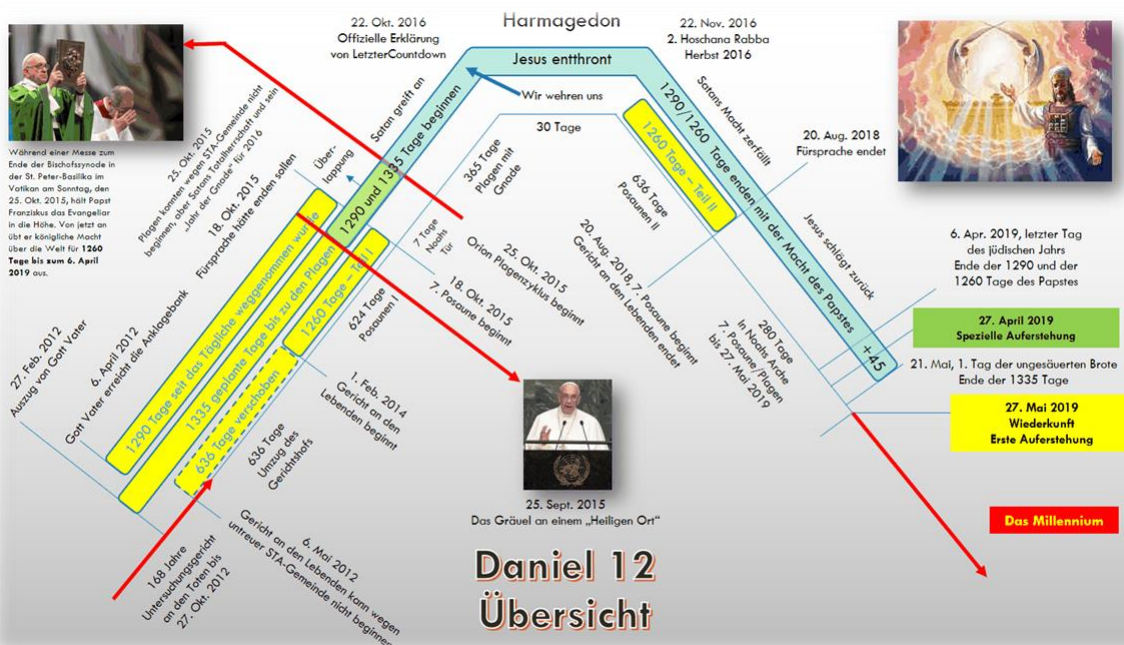 Harmagedon
22. Okt. 2016
Offizielle Erklärung
von LetzterCountdown
22. Nov. 2016
2. Hoschana Rabba
Herbst 2016
Jesus entthront
Satan greift an
Wir wehren uns
Satans Macht zerfällt
30 Tage
20. Aug. 2018
Fürsprache endet
Während einer Messe zum
Ende der Bischofssynode in
der St. Peter-Basilika im
Vatikan am Sonntag, den
25. Okt. 2015, hält Papst
Franziskus das Evangeliar
in die Höhe. Von jetzt an
übt er königliche Macht
über die Welt für 1260
Tage bis zum 6. April
2019 aus.
25. Okt. 2015
Plagen konnten wegen STA-Gemeinde nicht
beginnen, aber Satans Totalherrschaft und sein
„Jahr der Gnade“ für 2016
18. Okt. 2015
Fürsprache hätte enden sollen
Über-
lappung
1290 und 1335 Tage beginnen
1290/1260 Tage enden mit der Macht des Papstes
+45
1260 Tage – Teil II
636 Tage
Posaunen II
365 Tage
Plagen mit
Gnade
7 Tage
Noahs
Tür
25. Okt. 2015
Orion Plagenzyklus beginnt
18. Okt. 2015
7. Posaune beginnt
624 Tage
Posaunen I
1260 Tage – Teil I
1290 Tage seit das Tägliche weggenommen wurde
1335 geplante Tage bis zu den Plagen
636 Tage verschoben
27. Feb. 2012
Auszug von Gott Vater
6. April 2012
Gott Vater erreicht die Anklagebank
1. Feb. 2014
Gericht an den
Lebenden beginnt
636 Tage
Umzug des
Gerichtshofs
6. Mai 2012
Gericht an den Lebenden kann wegen
untreuer STA-Gemeinde nicht beginnen
168 Jahre
Untersuchungsgericht
an den Toten bis
27. Okt. 2012
20. Aug. 2018, 7. Posaune beginnt
Gericht an den Lebenden endet
280 Tage
In Noahs Arche
7. Posaune/Plagen
bis 27. Mai 2019
Jesus schlägt zurück
6. Apr. 2019, letzter Tag
des jüdischen Jahrs
Ende der 1290 und der
1260 Tage des Papstes
27. April 2019
Spezielle Auferstehung
21. Mai, 1. Tag der ungesäuerten Brote
Ende der 1335 Tage
27. Mai 2019
Wiederkunft
Erste Auferstehung
Das Millennium
25. Sept. 2015
Das Gräuel an einem „Heiligen Ort“
Daniel 12
Übersicht